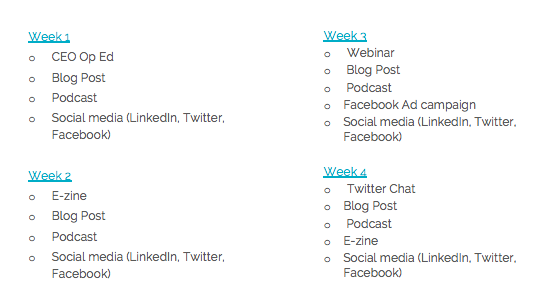 Week 1
o CEO Op Ed
o Blog Post
o Podcast
o Social media (LinkedIn, Twitter,
Facebook)
Week 2
o E-zine
o Blog Post
o Podcast
o Social media (LinkedIn, Twitter,
Facebook)
Week 3
o Webinar
o Blog Post
o Podcast
o Facebook Ad campaign
o Social media (LinkedIn, Twitter,
Facebook)
Week 4
o Twitter Chat
o Blog Post
o Podcast
o E-zine
o Social media (LinkedIn, Twitter,
Facebook)